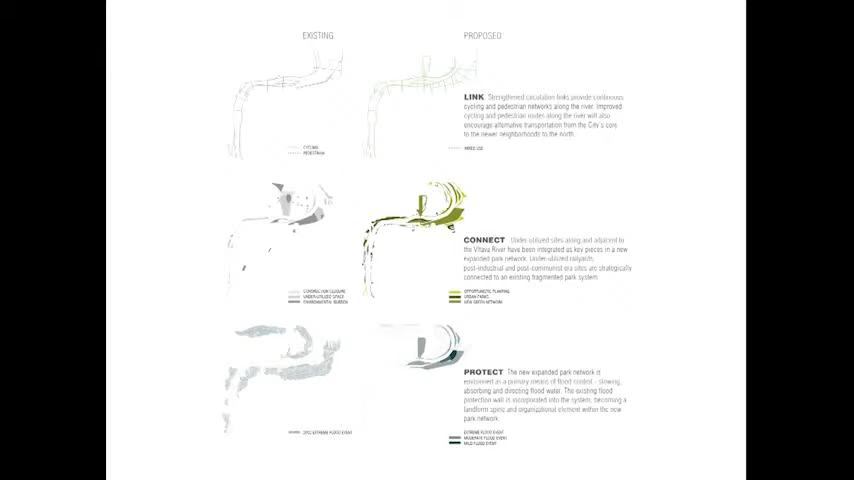 EXISTING
PROPOSED
LINK Strengthened circulation links provide continuous
cycling and pedestrian networks along the river. Improved
cycling and pedestrian routes along the river will also
encourage alternative transportation from the City's core
to the newer neighborhoods to the north.
CYCLING
PEDESTRIAN
MIXED USE
CONNECT Under-utilized sites along and adjacent to
the Vltava River have been integrated as key pieces in a new
expanded park network. Under-utilized railyards,
post-industrial and post-communist era sites are strategically
connected to an existing fragmented park system.
CONSTRUCTION CLOSURE
UNDER-UTILIZED SPACE
ENVIRONMENTAL BURDEN
OPPORTUNISTIC PLANTING
URBAN PARKS
NEW GREEN NETWORK
PROTECT The new expanded park network is
envisioned as a primary means of flood control - slowing,
absorbing and directing flood water. The existing flood
protection wall is incorporated into the system, becoming a
landform spine and organizational element within the new
park network.
2002 EXTREME FLOOD EVENT
EXTREME FLOOD EVENT
MODERATE FLOOD EVENT
MILD FLOOD EVENT